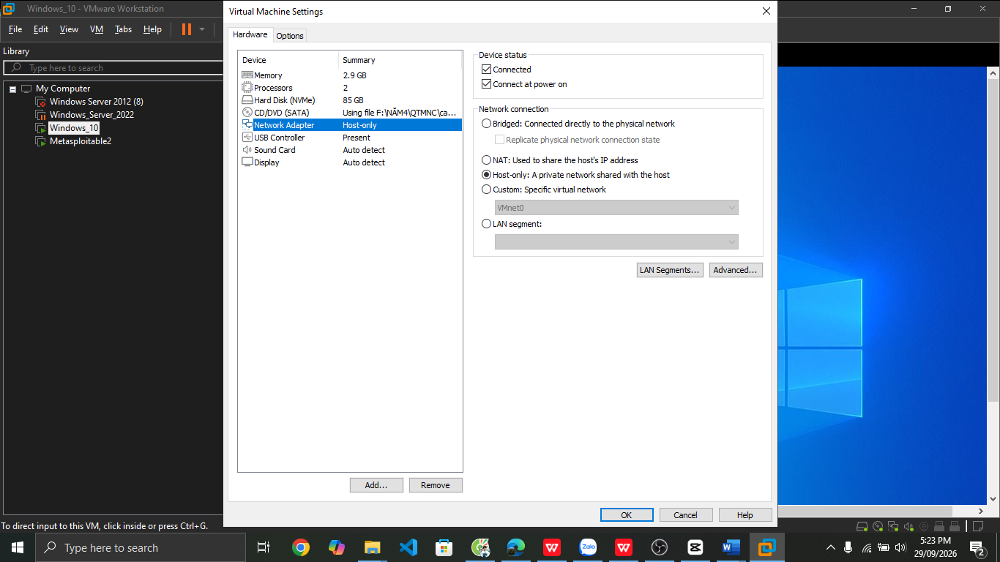 Windows_10 - VMware Workstation
File Edit View VM Tabs Help
Library
Type here to search
My Computer
Windows Server 2012 (8)
Windows_Server_2022
Windows_10
Metasploitable2
Virtual Machine Settings
Hardware Options
Device Summary
Memory 2.9 GB
Processors 2
Hard Disk (NVMe) 85 GB
CD/DVD (SATA) Using file F:\NĂM4\QTMNC\ca...
Network Adapter Host-only
USB Controller Present
Sound Card Auto detect
Display Auto detect
Add... Remove
Device status
Connected
Connect at power on
Network connection
Bridged: Connected directly to the physical network
Replicate physical network connection state
NAT: Used to share the host's IP address
Host-only: A private network shared with the host
Custom: Specific virtual network
VMnet0
LAN segment:
LAN Segments... Advanced...
OK Cancel Help
To direct input to this VM, click inside or press Ctrl+G.
Type here to search
Zalo
5:23 PM
29/09/2026
2